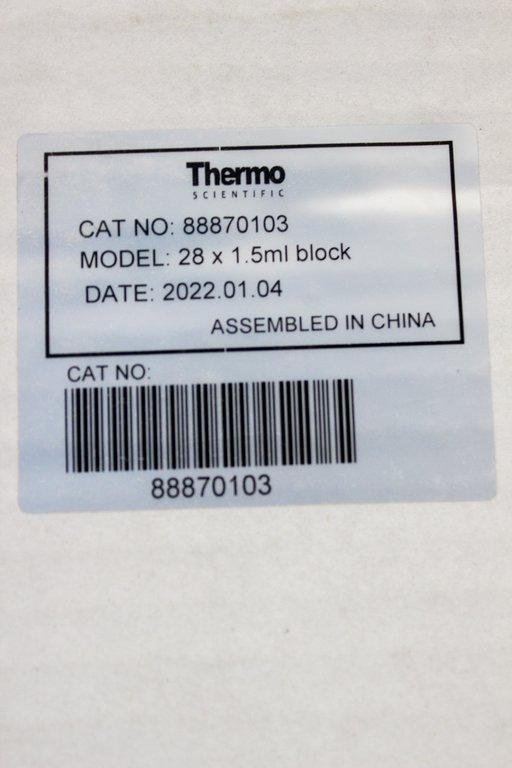 Thermo
SCIENTIFIC
CAT NO: 88870103
MODEL: 28 x 1.5ml block
DATE: 2022.01.04
ASSEMBLED IN CHINA
CAT NO:
88870103